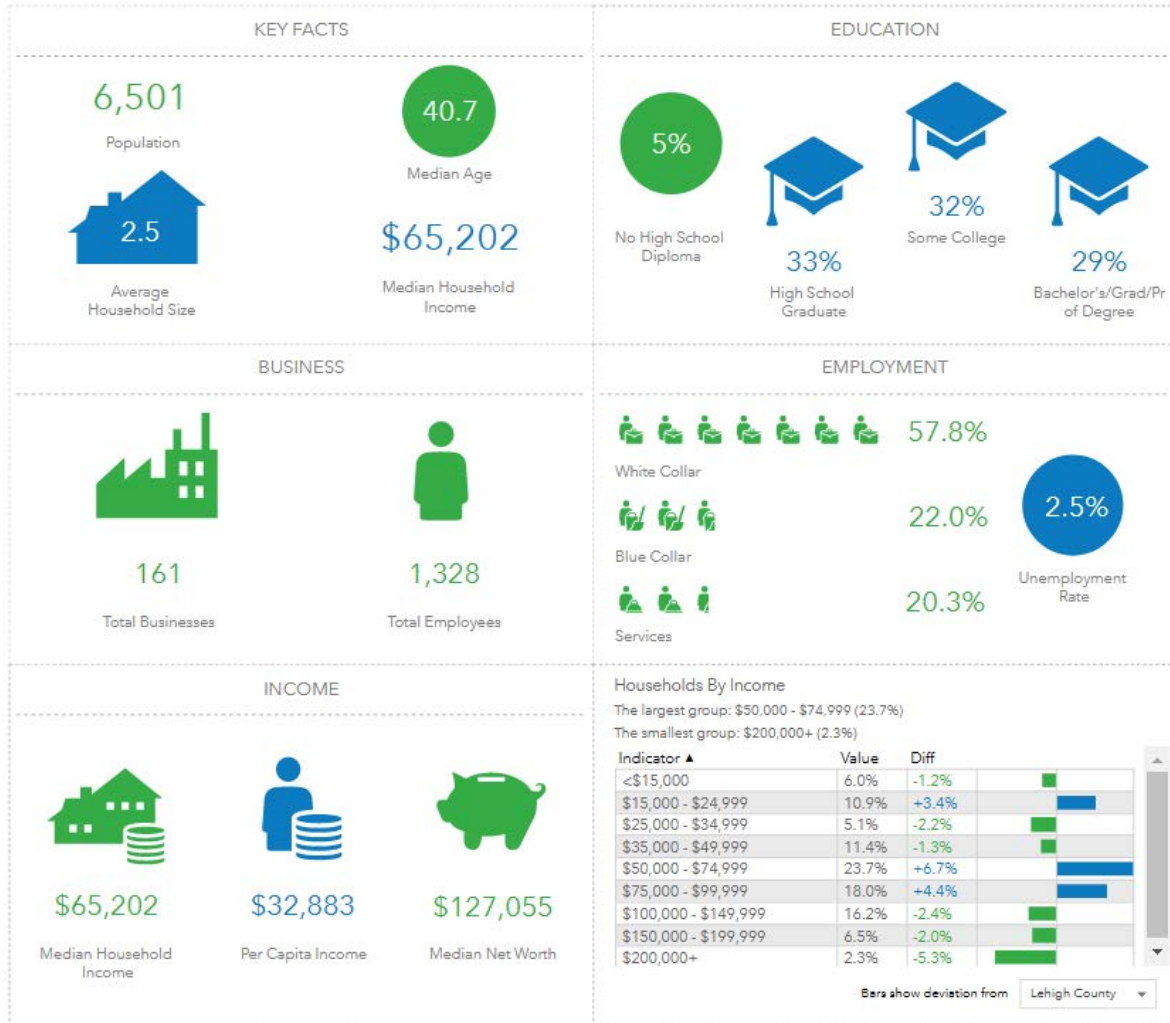 KEY FACTS
6,501
Population
40.7
Median Age
2.5
Average
Household Size
$65,202
Median Household
Income
EDUCATION
5%
No High School
Diploma
33%
High School
Graduate
32%
Some College
29%
Bachelor's/Grad/Pr
of Degree
BUSINESS
161
Total Businesses
1,328
Total Employees
EMPLOYMENT
57.8%
White Collar
22.0%
Blue Collar
20.3%
Services
2.5%
Unemployment
Rate
INCOME
$65,202
Median Household
Income
$32,883
Per Capita Income
$127,055
Median Net Worth
Households By Income
The largest group: $50,000 - $74,999 (23.7%)
The smallest group: $200,000+ (2.3%)
Indicator ▲ Value Diff
<$15,000 6.0% -1.2%
$15,000 - $24,999 10.9% +3.4%
$25,000 - $34,999 5.1% -2.2%
$35,000 - $49,999 11.4% -1.3%
$50,000 - $74,999 23.7% +6.7%
$75,000 - $99,999 18.0% +4.4%
$100,000 - $149,999 16.2% -2.4%
$150,000 - $199,999 6.5% -2.0%
$200,000+ 2.3% -5.3%
Bars show deviation from Lehigh County